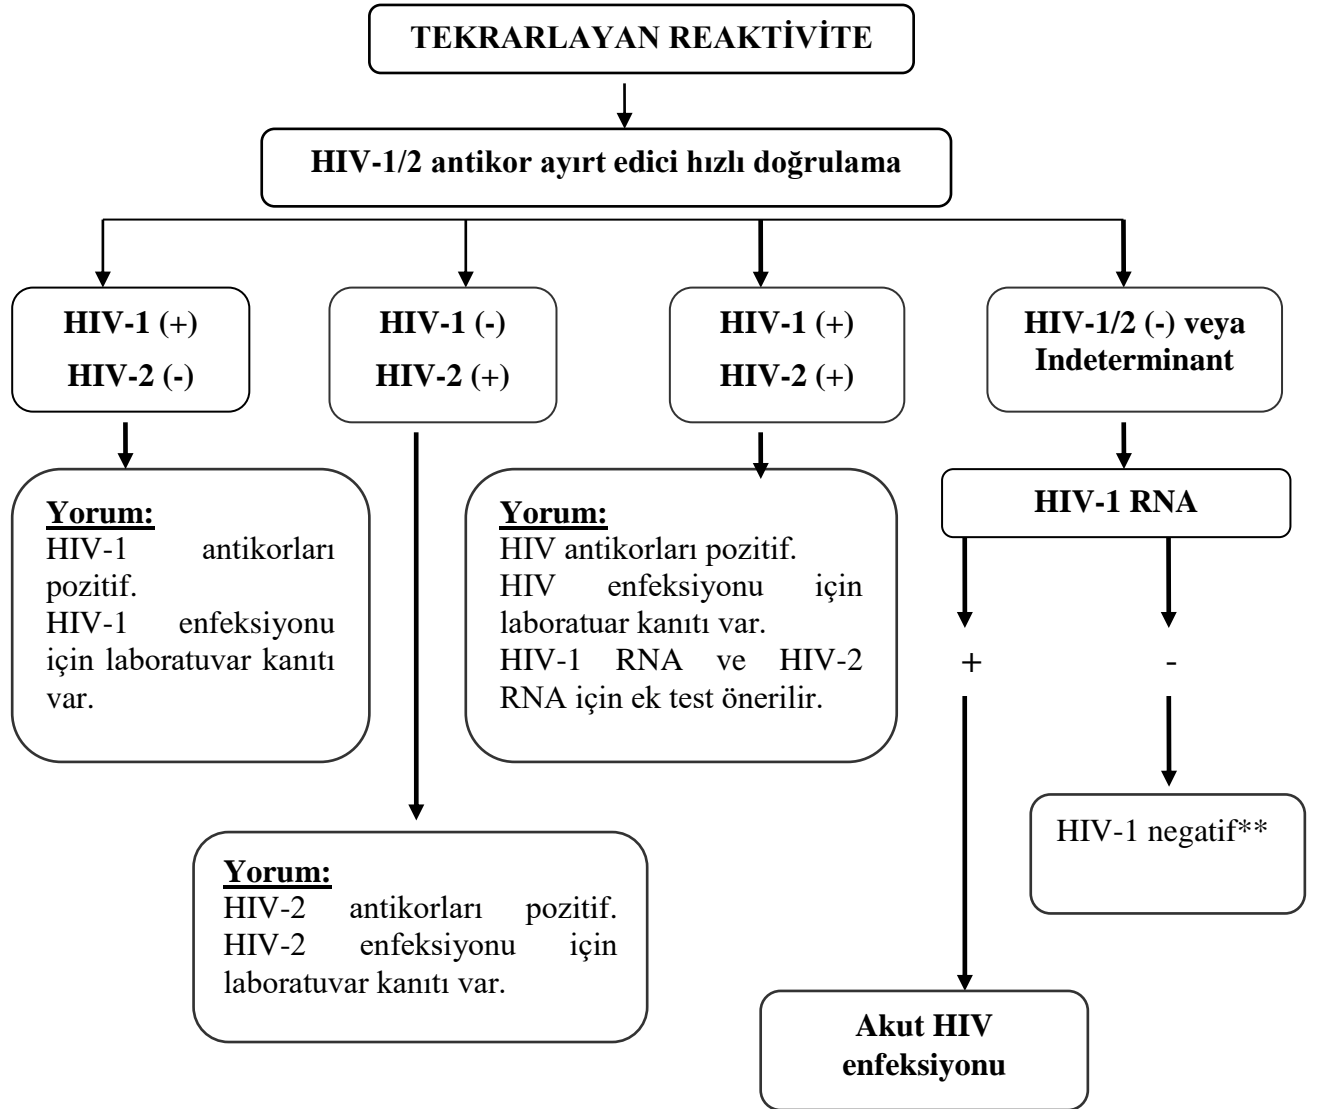 TEKRARLAYAN REAKTİVİTE
HIV-1/2 antikor ayırt edici hızlı doğrulama
HIV-1 (+)
HIV-2 (-)
HIV-1 (-)
HIV-2 (+)
HIV-1 (+)
HIV-2 (+)
HIV-1/2 (-) veya
Indeterminant
Yorum:
HIV-1 antikorları
pozitif.
HIV-1 enfeksiyonu
için laboratuvar kanıtı
var.
Yorum:
HIV antikorları pozitif.
HIV enfeksiyonu için
laboratuar kanıtı var.
HIV-1 RNA ve HIV-2
RNA için ek test önerilir.
HIV-1 RNA
+
-
HIV-1 negatif**
Yorum:
HIV-2 antikorları pozitif.
HIV-2 enfeksiyonu için
laboratuvar kanıtı var.
Akut HIV
enfeksiyonu